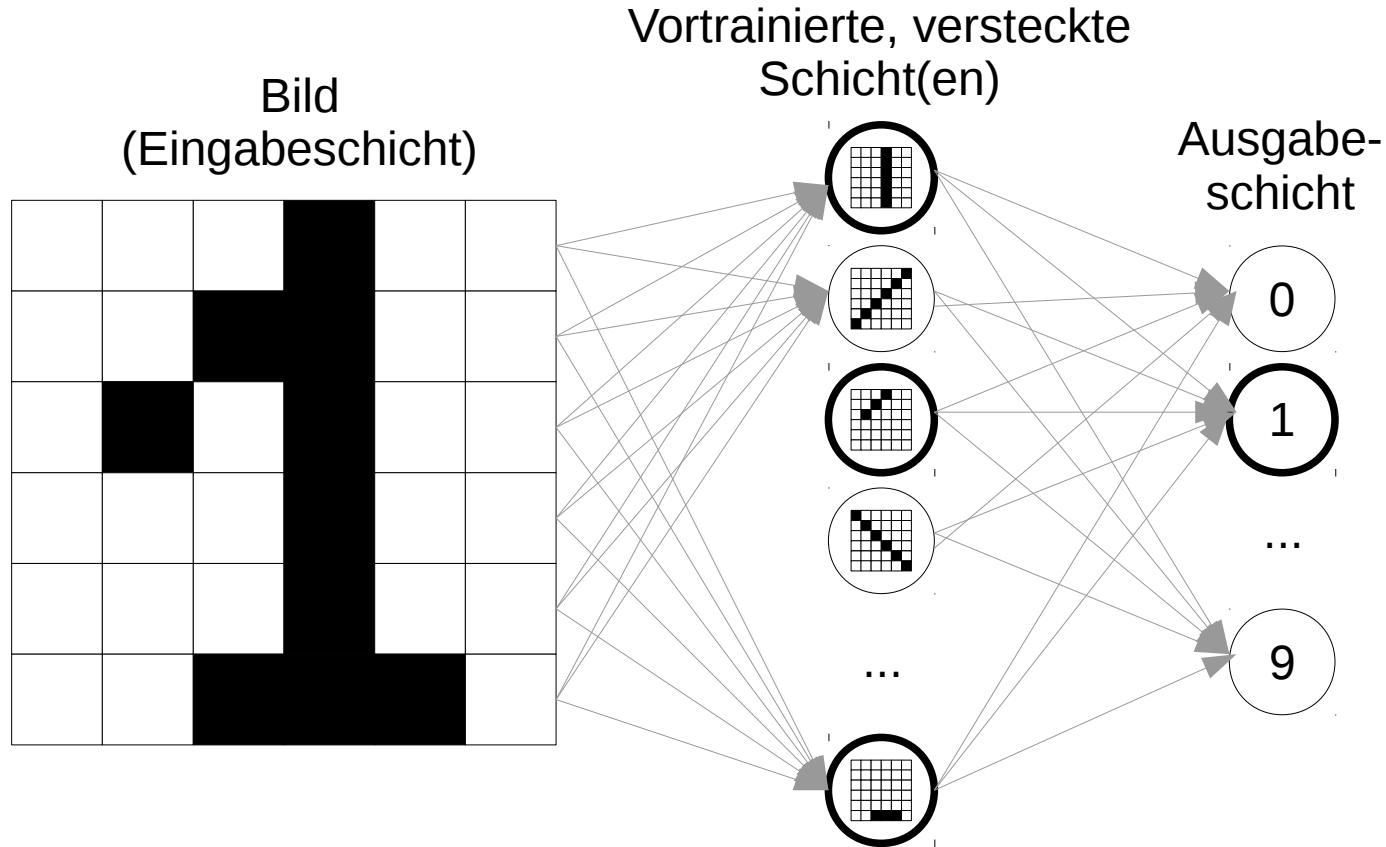 Bild
(Eingabeschicht)
Vortrainierte, versteckte
Schicht(en)
...
Ausgabe-
schicht
0
1
...
9